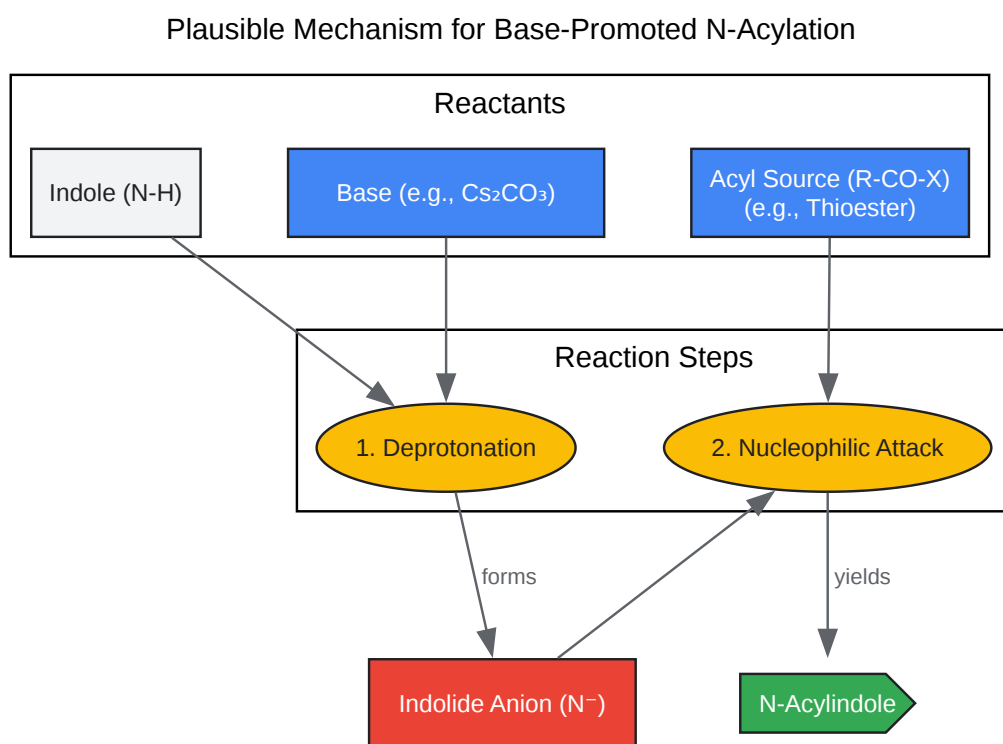 Plausible Mechanism for Base-Promoted N-Acylation
Reactants
Indole (N-H)
Base (e.g., Cs₂CO₃)
Acyl Source (R-CO-X)
(e.g., Thioester)
Reaction Steps
1. Deprotonation
2. Nucleophilic Attack
forms
yields
Indolide Anion (N⁻)
N-Acylindole